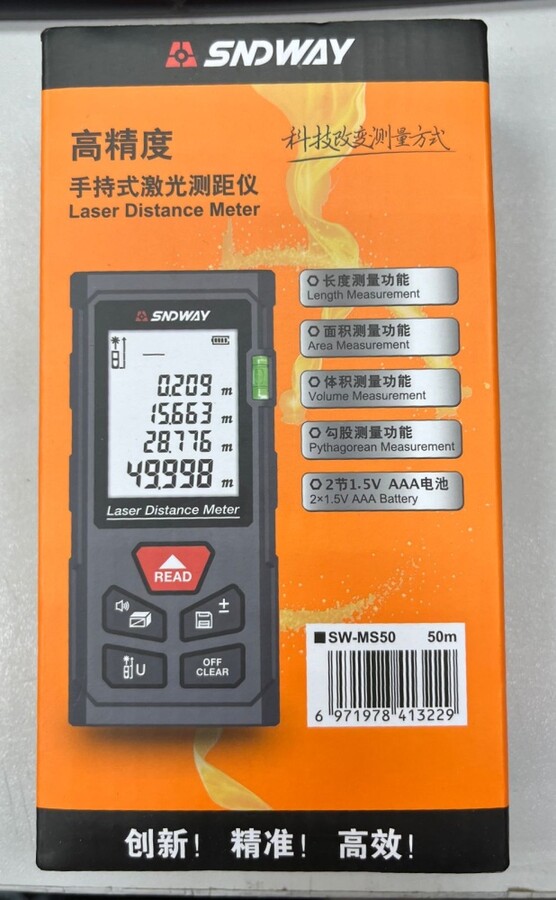 SNDWAY
高精度
科技改变测量方式
手持式激光测距仪
Laser Distance Meter
长度测量功能
Length Measurement
面积测量功能
Area Measurement
体积测量功能
Volume Measurement
勾股测量功能
Pythagorean Measurement
2节1.5V AAA电池
2×1.5V AAA Battery
SNDWAY
0.209 m
15.663 m
28.776 m
49.998 m
Laser Distance Meter
READ
±
U
OFF
CLEAR
SW-MS50 50m
6 971978 413229
创新! 精准! 高效!